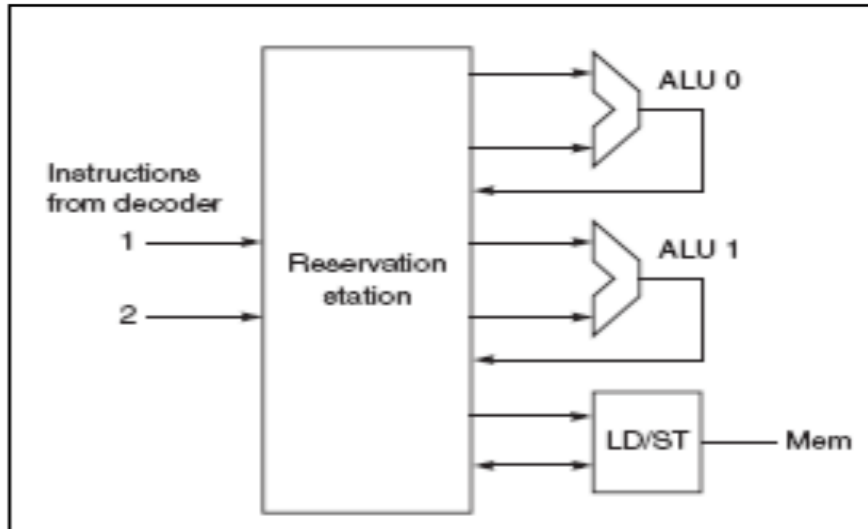 ALU 0
Instructions
from decoder
1
2
Reservation
station
ALU 1
LD/ST
Mem